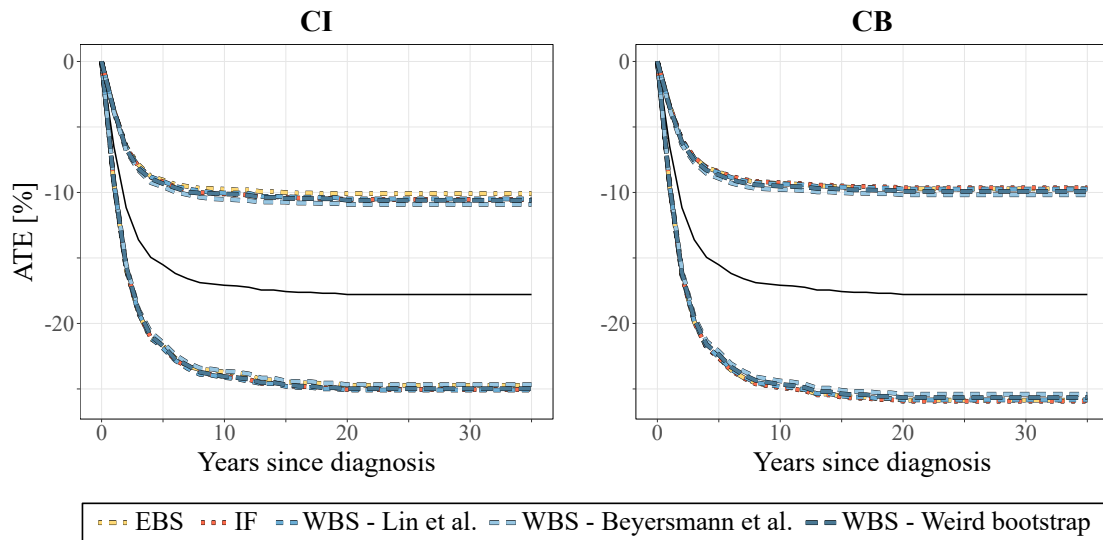 CI
CB
ATE [%]
0
-10
-20
0
10
20
30
Years since diagnosis
0
-10
-20
0
10
20
30
Years since diagnosis
EBS IF WBS - Lin et al. WBS - Beyersmann et al. WBS - Weird bootstrap